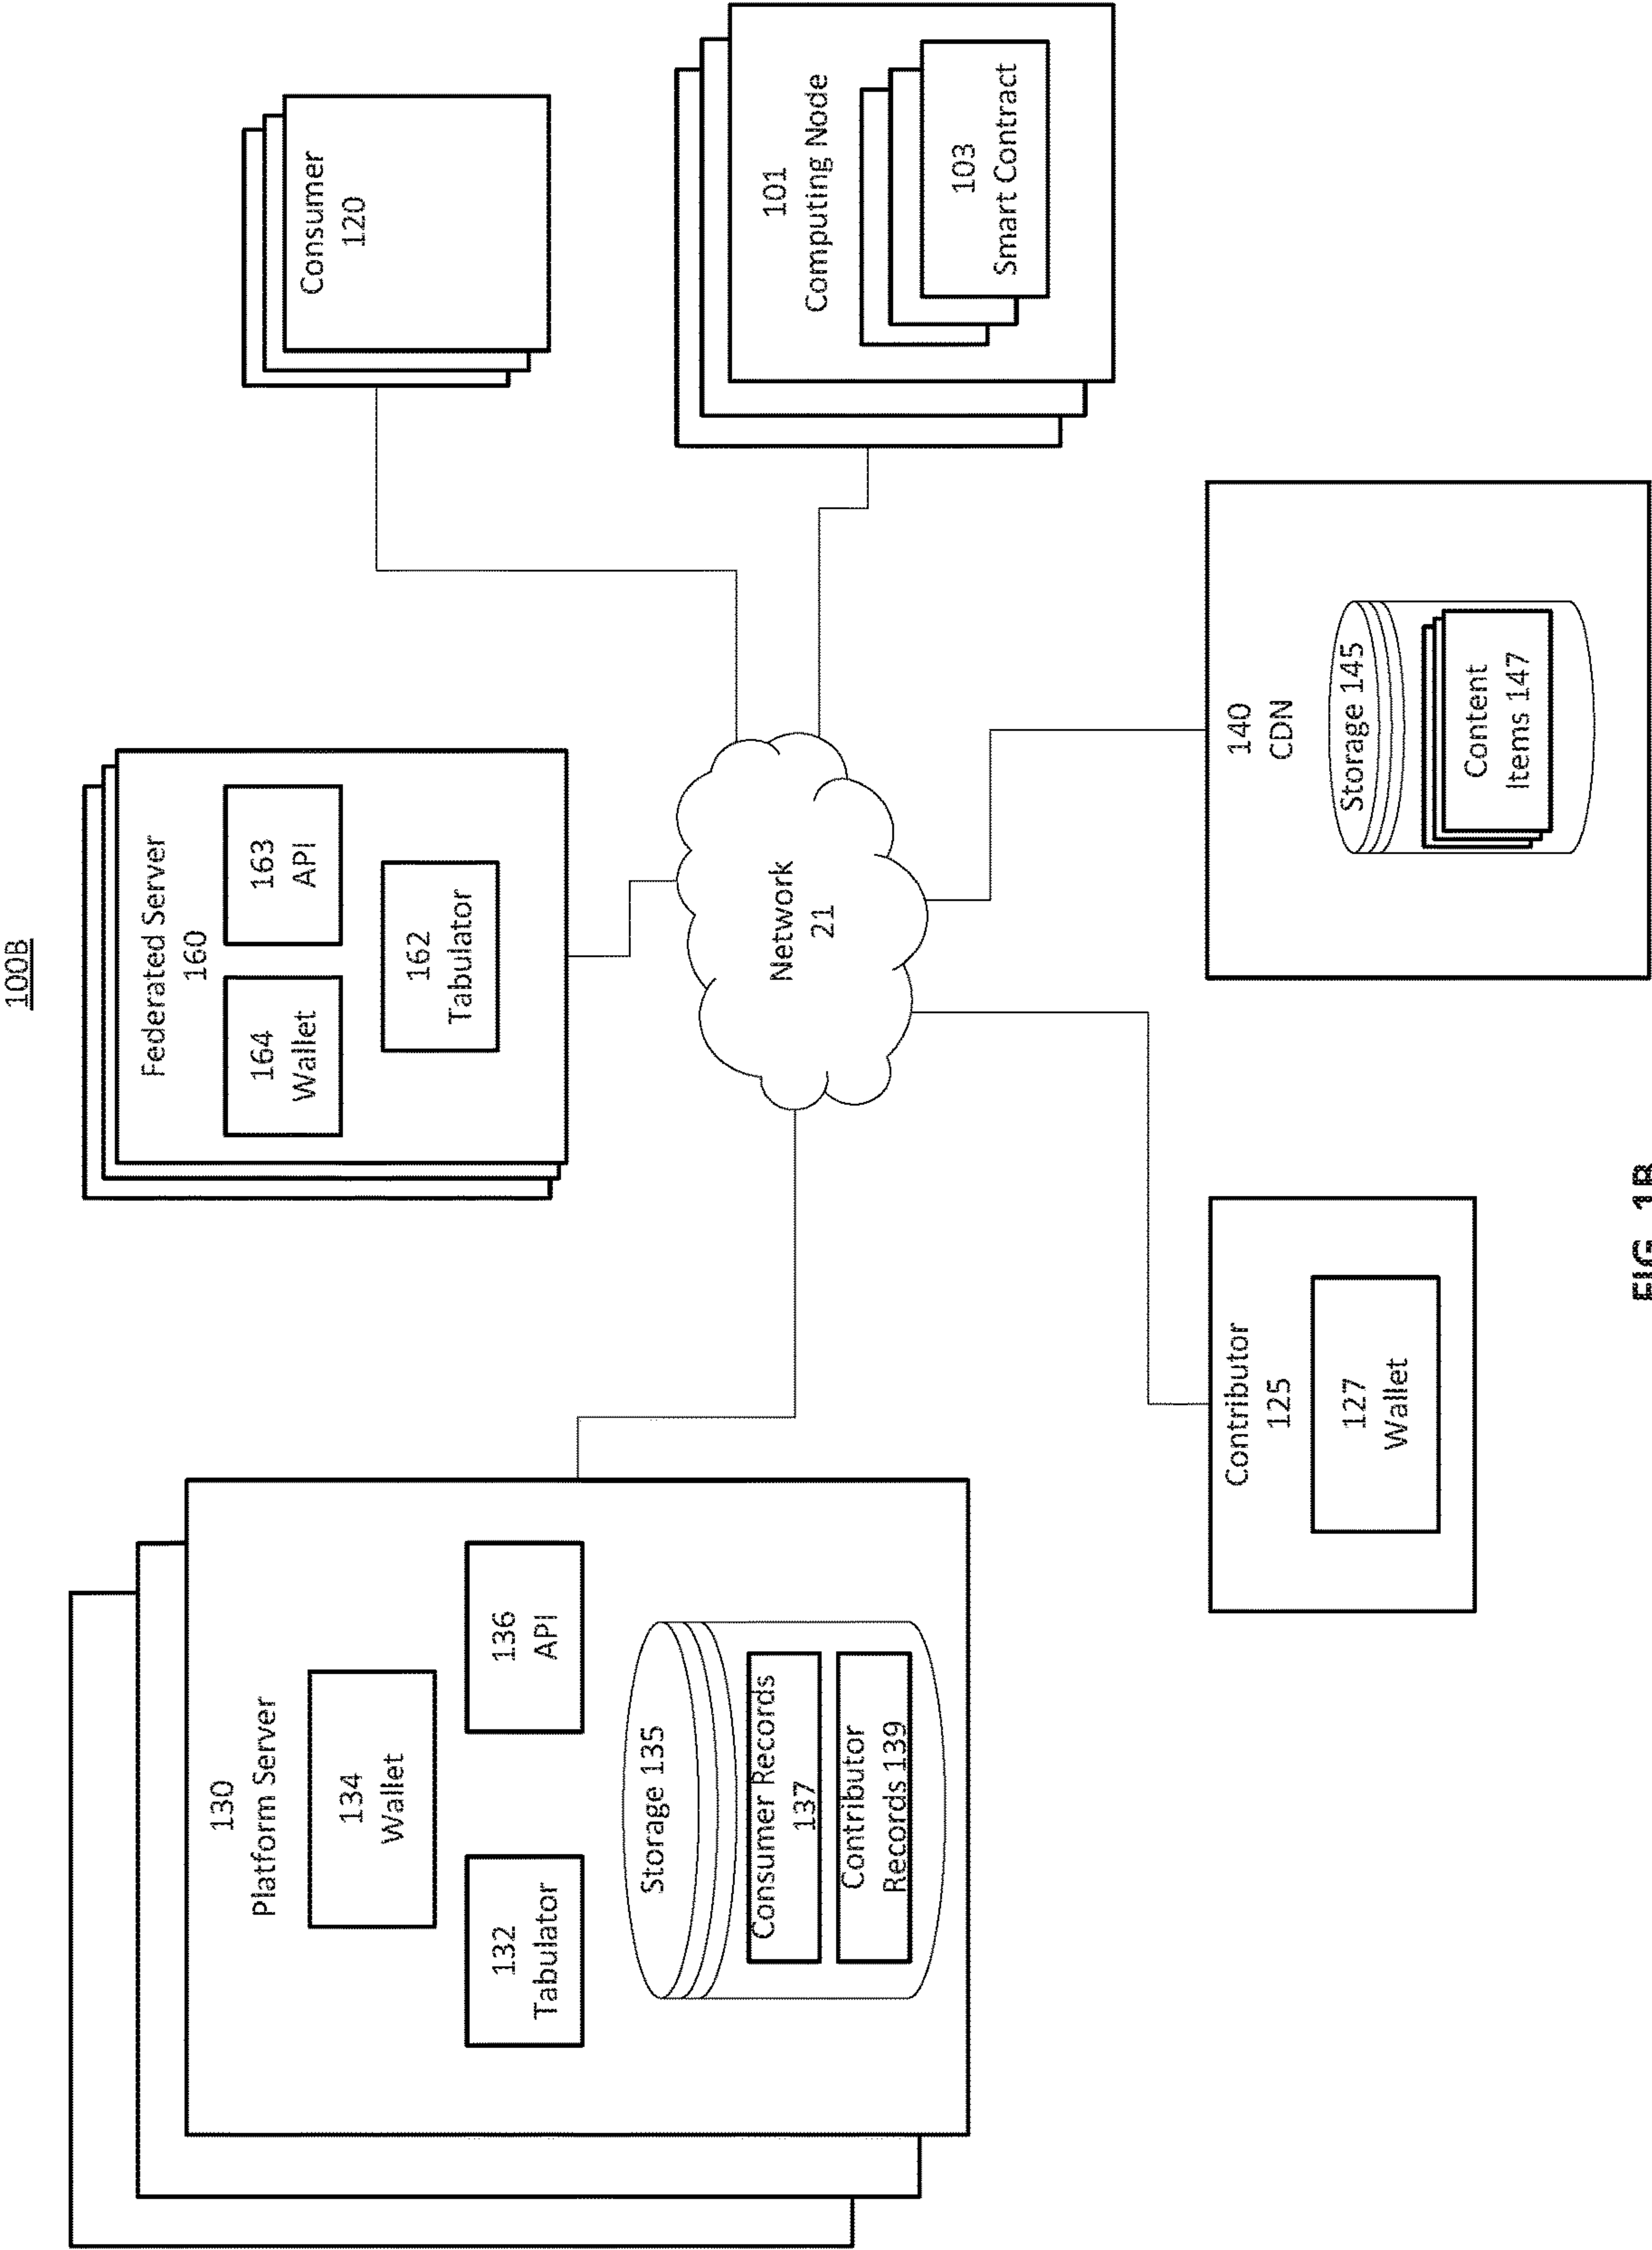 100B
130
Platform Server
134
Wallet
132
Tabulator
136
API
Storage 135
Consumer Records
137
Contributor
Records 139
Federated Server
160
164
Wallet
163
API
162
Tabulator
Consumer
120
Network
21
101
Computing Node
103
Smart Contract
Contributor
125
127
Wallet
140
CDN
Storage 145
Content
Items 147
FIG. 1B